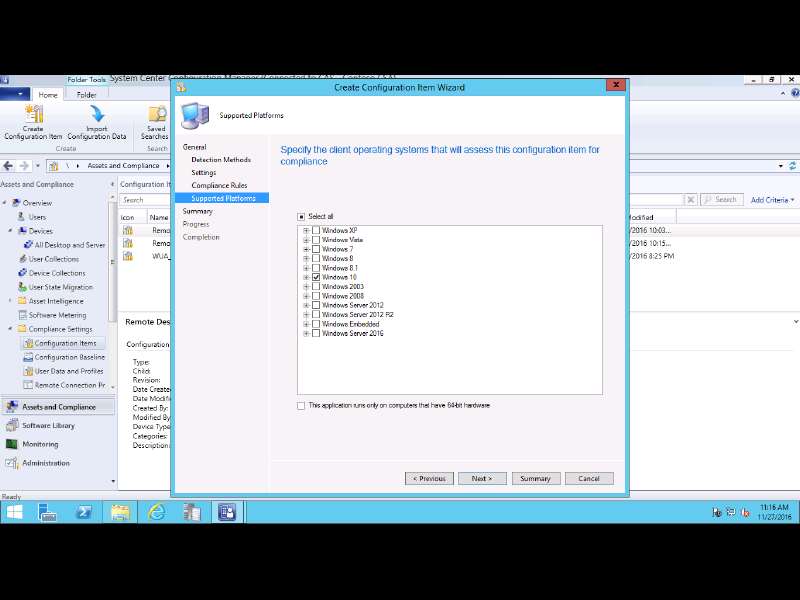 Folder Tools
System Center Configuration Manager (Connected to CAS - Contoso CSA)
Home
Folder
Create Configuration Item
Import Configuration Data
Saved Searches
Create
Search
\ Assets and Compliance
Assets and Compliance
Overview
Users
Devices
All Desktop and Server
User Collections
Device Collections
User State Migration
Asset Intelligence
Software Metering
Compliance Settings
Configuration Items
Configuration Baseline
User Data and Profiles
Remote Connection Pr
Assets and Compliance
Software Library
Monitoring
Administration
Ready
Configuration It
Search
Icon
Name
Remo
Remo
WUA_
Remote Des
Configuration
Type:
Child:
Revision:
Date Create
Date Modifi
Created By:
Modified By
Device Type
Categories:
Description:
Create Configuration Item Wizard
Supported Platforms
General
Detection Methods
Settings
Compliance Rules
Supported Platforms
Summary
Progress
Completion
Specify the client operating systems that will assess this configuration item for
compliance
Select all
Windows XP
Windows Vista
Windows 7
Windows 8
Windows 8.1
Windows 10
Windows 2003
Windows 2008
Windows Server 2012
Windows Server 2012 R2
Windows Embedded
Windows Server 2016
This application runs only on computers that have 64-bit hardware
< Previous
Next >
Summary
Cancel
Search
Add Criteria
Modified
/2016 10:03...
/2016 10:15...
/2016 8:25 PM
11:16 AM
11/27/2016